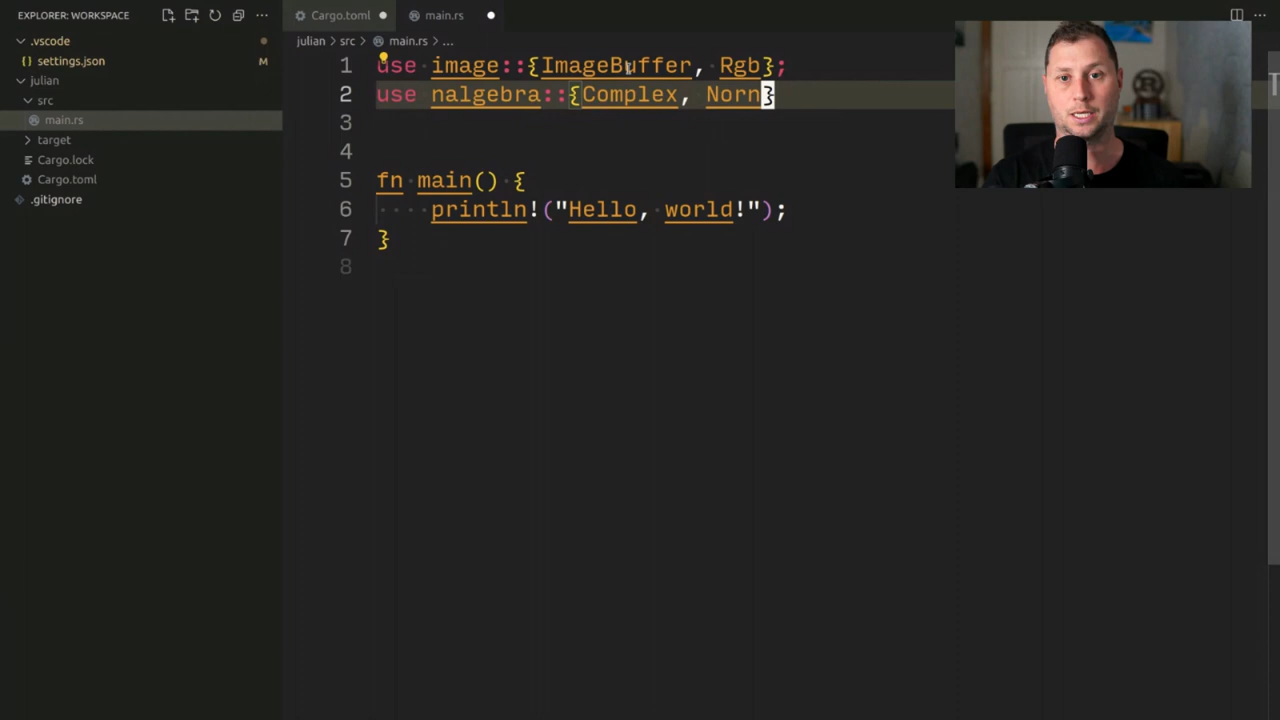 EXPLORER: WORKSPACE
.vscode
settings.json M
julian
src
main.rs
target
Cargo.lock
Cargo.toml
.gitignore
Cargo.toml main.rs
julian > src > main.rs > ...
1 use image::{ImageBuffer, Rgb};
2 use nalgebra::{Complex, Norn}
3
4
5 fn main() {
6 println!("Hello, world!");
7 }
8